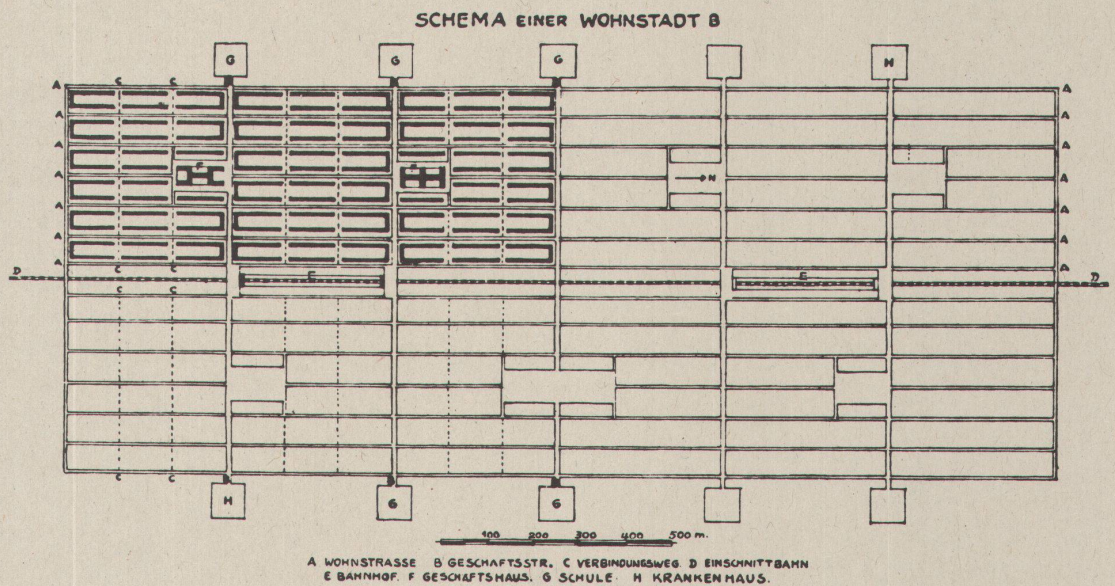 SCHEMA EINER WOHNSTADT B
G G G H
A C C A
A A
A A
F F
A N A
A A
A A
A A
C C
D E E D
C C
C C
H G G
100 200 300 400 500 m.
A WOHNSTRASSE B GESCHÄFTSSTR. C VERBINDUNGSWEG. D EINSCHNITTBAHN
E BAHNHOF. F GESCHÄFTSHAUS. G SCHULE. H KRANKENHAUS.